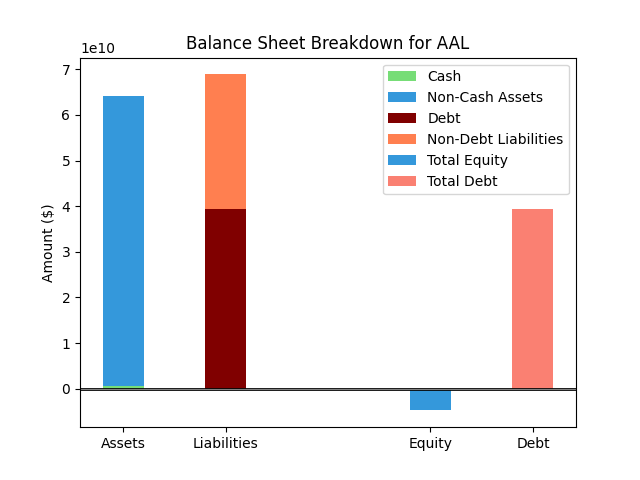 Balance Sheet Breakdown for AAL
1e10
7
6
5
4
3
2
1
0
Amount ($)
Cash
Non-Cash Assets
Debt
Non-Debt Liabilities
Total Equity
Total Debt
Assets
Liabilities
Equity
Debt